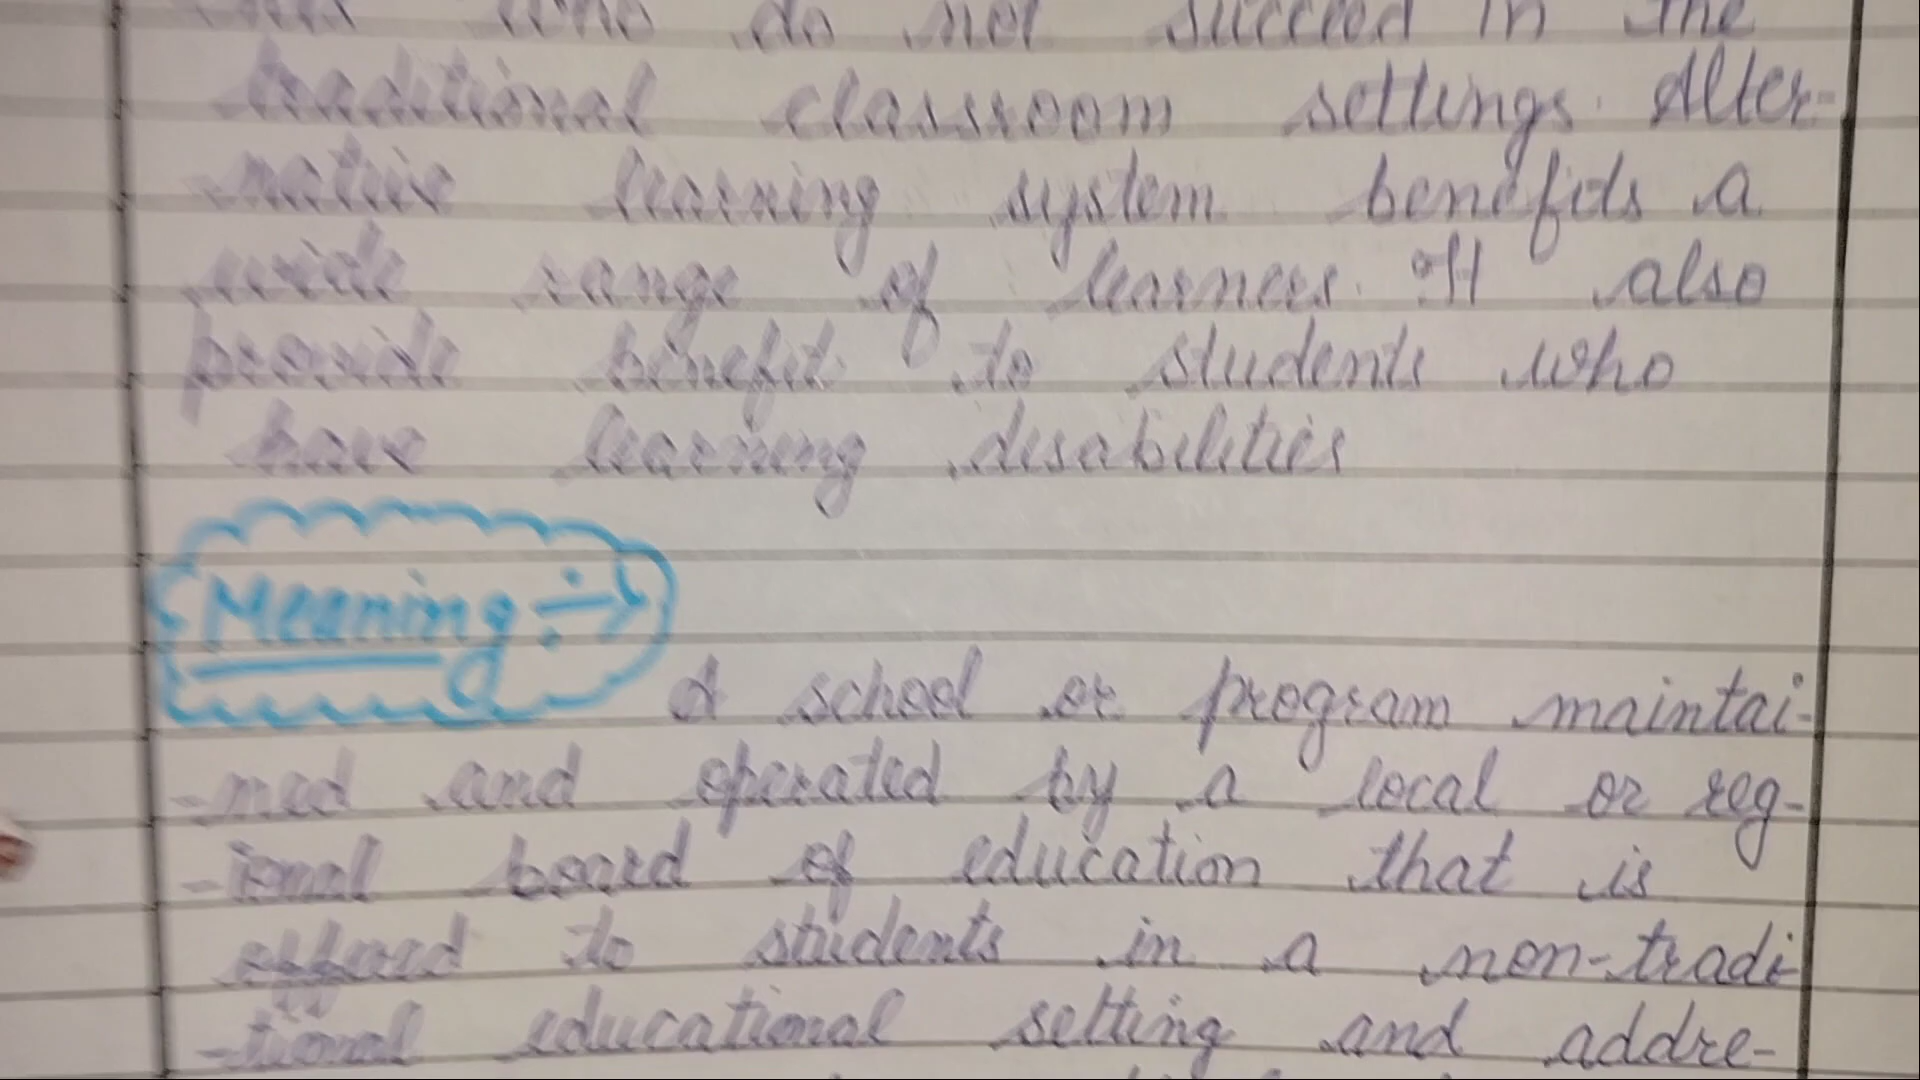 who do not succeed in the
traditional classroom settings. Alter-
-native learning system benefits a
wide range of learners. It also
provide benefit to students who
have learning disabilities
Meaning :→
A school or program maintai-
-ned and operated by a local or reg-
-ional board of education that is
offered to students in a non-tradi-
-tional educational setting and addre-